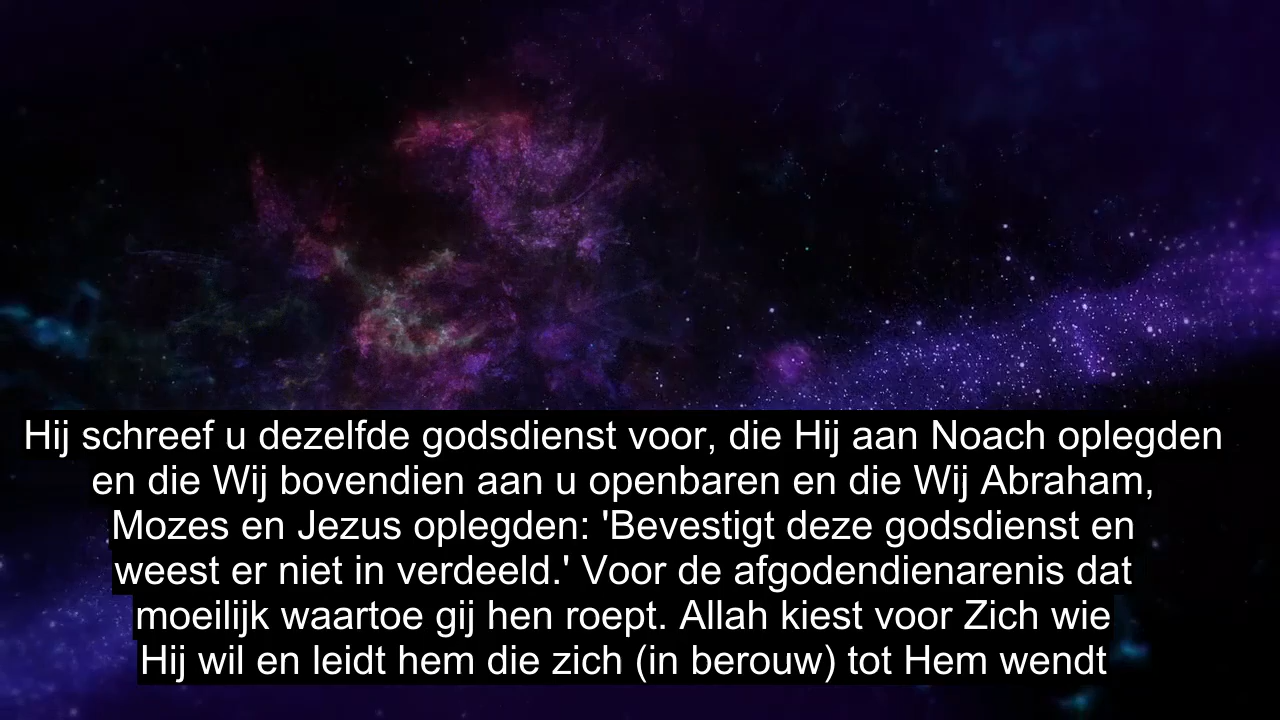 Hij schreef u dezelfde godsdienst voor, die Hij aan Noach oplegden
en die Wij bovendien aan u openbaren en die Wij Abraham,
Mozes en Jezus oplegden: 'Bevestigt deze godsdienst en
weest er niet in verdeeld.' Voor de afgodendienarenis dat
moeilijk waartoe gij hen roept. Allah kiest voor Zich wie
Hij wil en leidt hem die zich (in berouw) tot Hem wendt